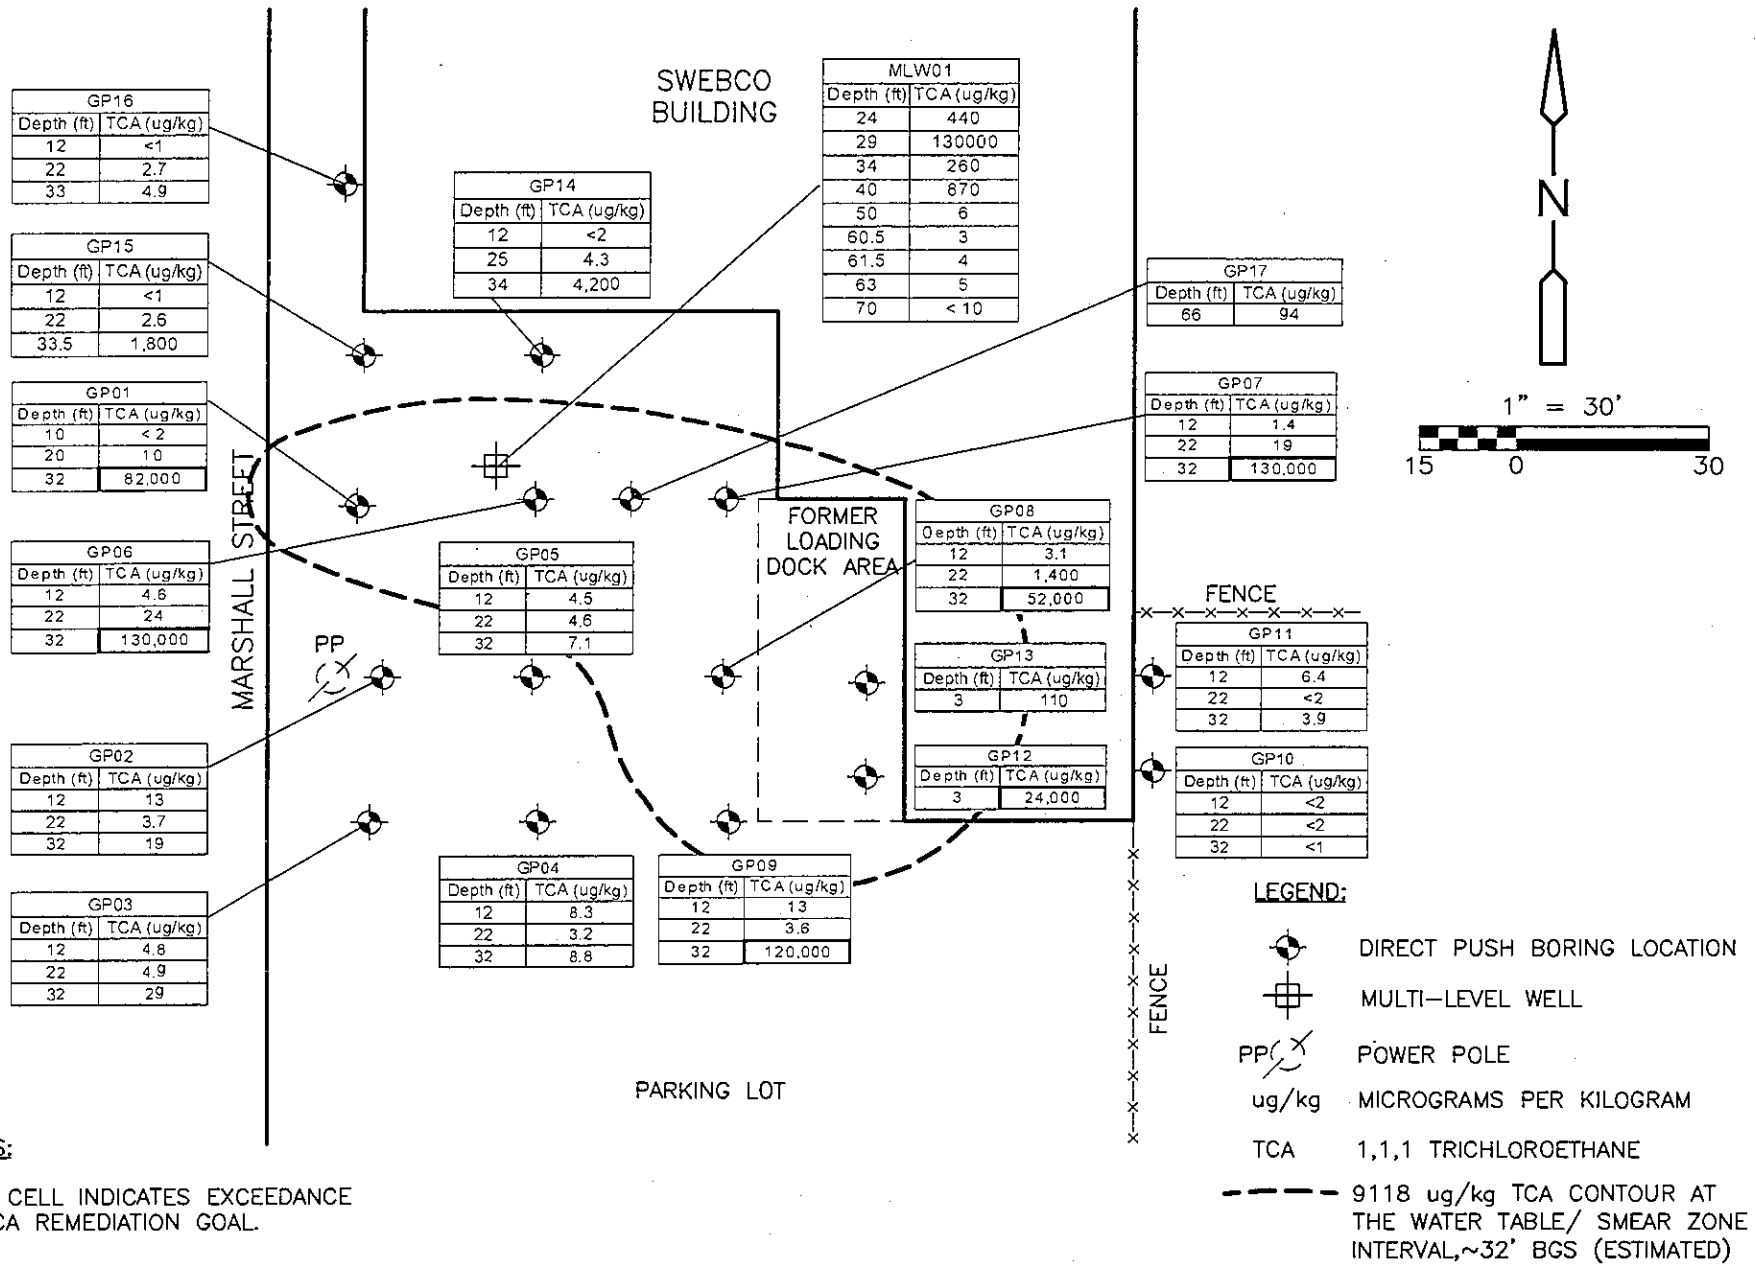 SWEBCO
BUILDING
GP16
Depth (ft) TCA (ug/kg)
12 <1
22 2.7
33 4.9
GP15
Depth (ft) TCA (ug/kg)
12 <1
22 2.6
33.5 1,800
GP01
Depth (ft) TCA (ug/kg)
10 <2
20 10
32 82,000
GP06
Depth (ft) TCA (ug/kg)
12 4.6
22 24
32 130,000
GP02
Depth (ft) TCA (ug/kg)
12 13
22 3.7
32 19
GP03
Depth (ft) TCA (ug/kg)
12 4.8
22 4.9
32 29
MARSHALL STREET
PP
GP14
Depth (ft) TCA (ug/kg)
12 <2
25 4.3
34 4,200
GP05
Depth (ft) TCA (ug/kg)
12 4.5
22 4.6
32 7.1
GP04
Depth (ft) TCA (ug/kg)
12 8.3
22 3.2
32 8.8
GP09
Depth (ft) TCA (ug/kg)
12 13
22 3.6
32 120,000
MLW01
Depth (ft) TCA (ug/kg)
24 440
29 130000
34 260
40 870
50 6
60.5 3
61.5 4
63 5
70 < 10
FORMER
LOADING
DOCK AREA
GP08
Depth (ft) TCA (ug/kg)
12 3.1
22 1,400
32 52,000
GP13
Depth (ft) TCA (ug/kg)
3 110
GP12
Depth (ft) TCA (ug/kg)
3 24,000
GP17
Depth (ft) TCA (ug/kg)
66 94
GP07
Depth (ft) TCA (ug/kg)
12 1.4
22 19
32 130,000
FENCE
GP11
Depth (ft) TCA (ug/kg)
12 6.4
22 <2
32 3.9
GP10
Depth (ft) TCA (ug/kg)
12 <2
22 <2
32 <1
FENCE
PARKING LOT
N
1" = 30'
15 0 30
LEGEND:
DIRECT PUSH BORING LOCATION
MULTI-LEVEL WELL
PP POWER POLE
ug/kg MICROGRAMS PER KILOGRAM
TCA 1,1,1 TRICHLOROETHANE
9118 ug/kg TCA CONTOUR AT
THE WATER TABLE/ SMEAR ZONE
INTERVAL,~32' BGS (ESTIMATED)
S:
CELL INDICATES EXCEEDANCE
CA REMEDIATION GOAL.